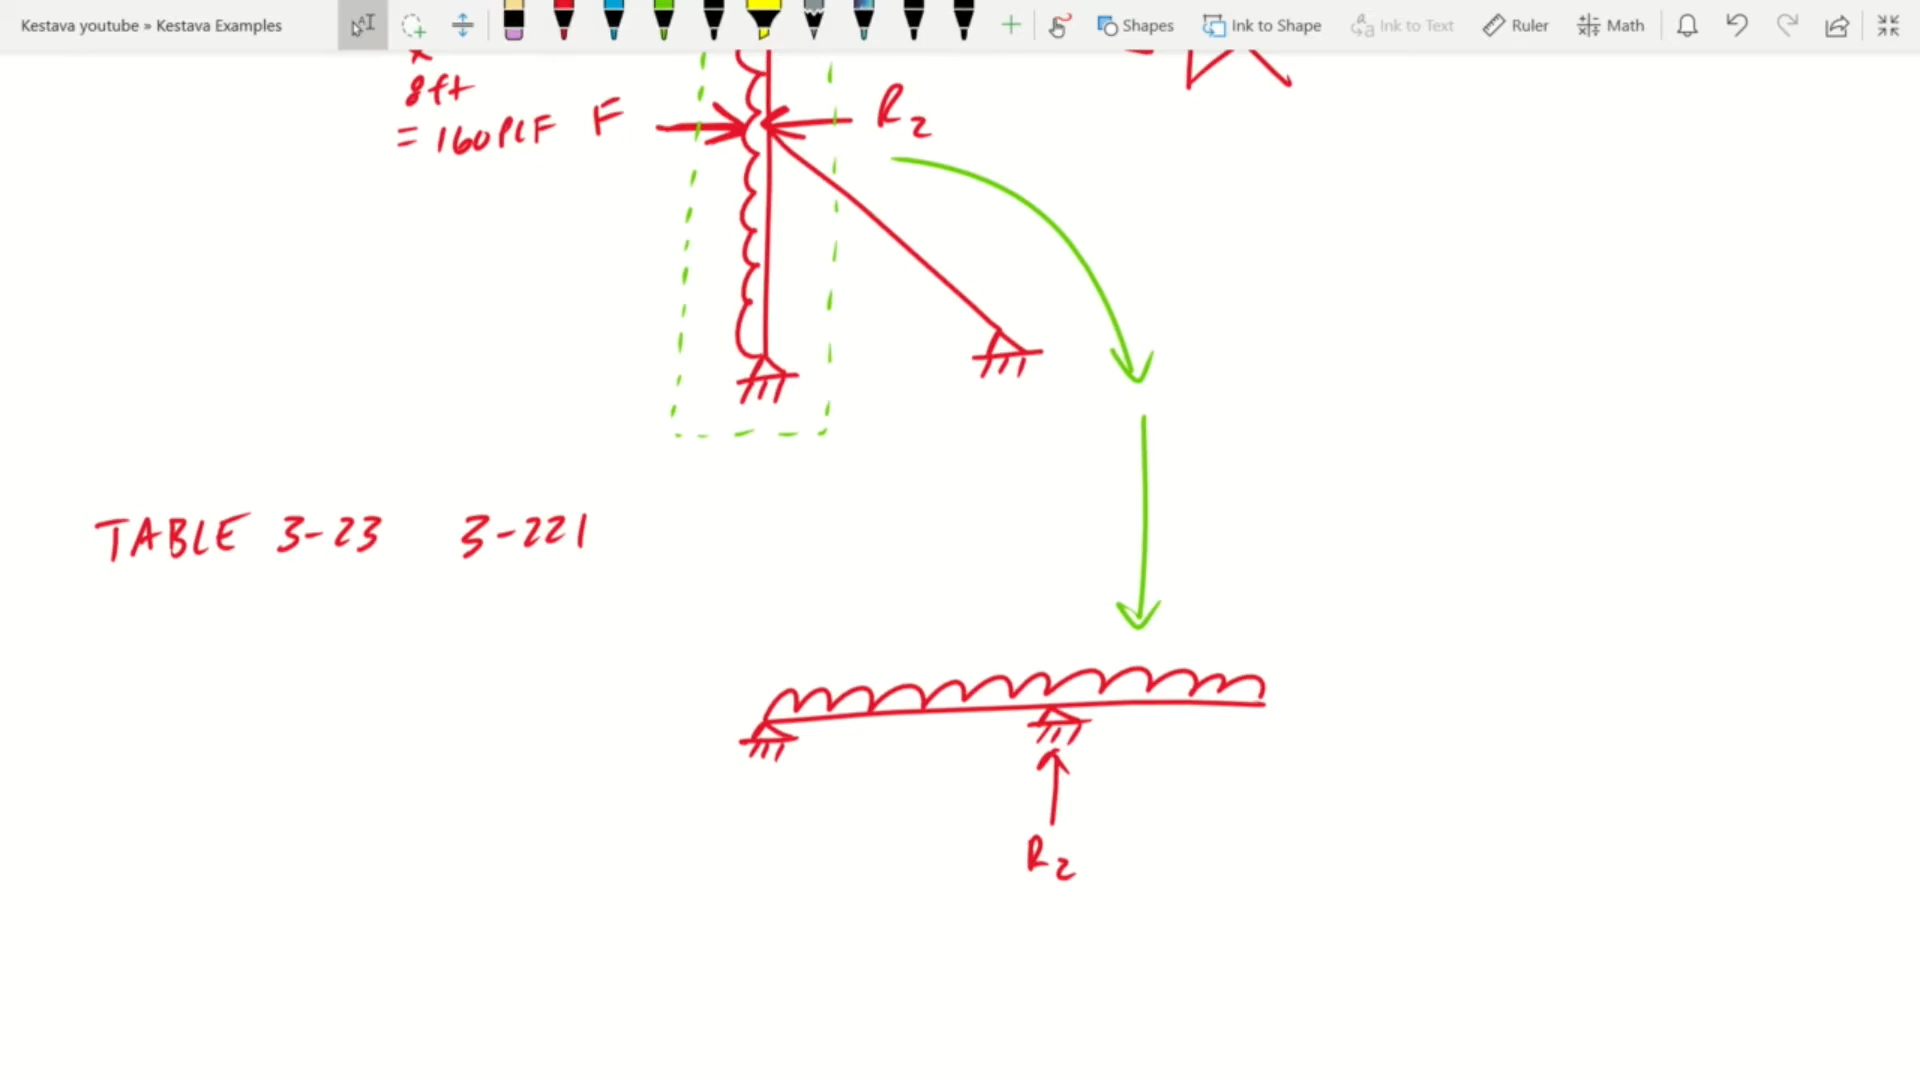 Kestava youtube » Kestava Examples
Shapes
Ink to Shape
Ink to Text
Ruler
Math
x
8ft
= 160PLF F
R2
TABLE 3-23 3-221
R2